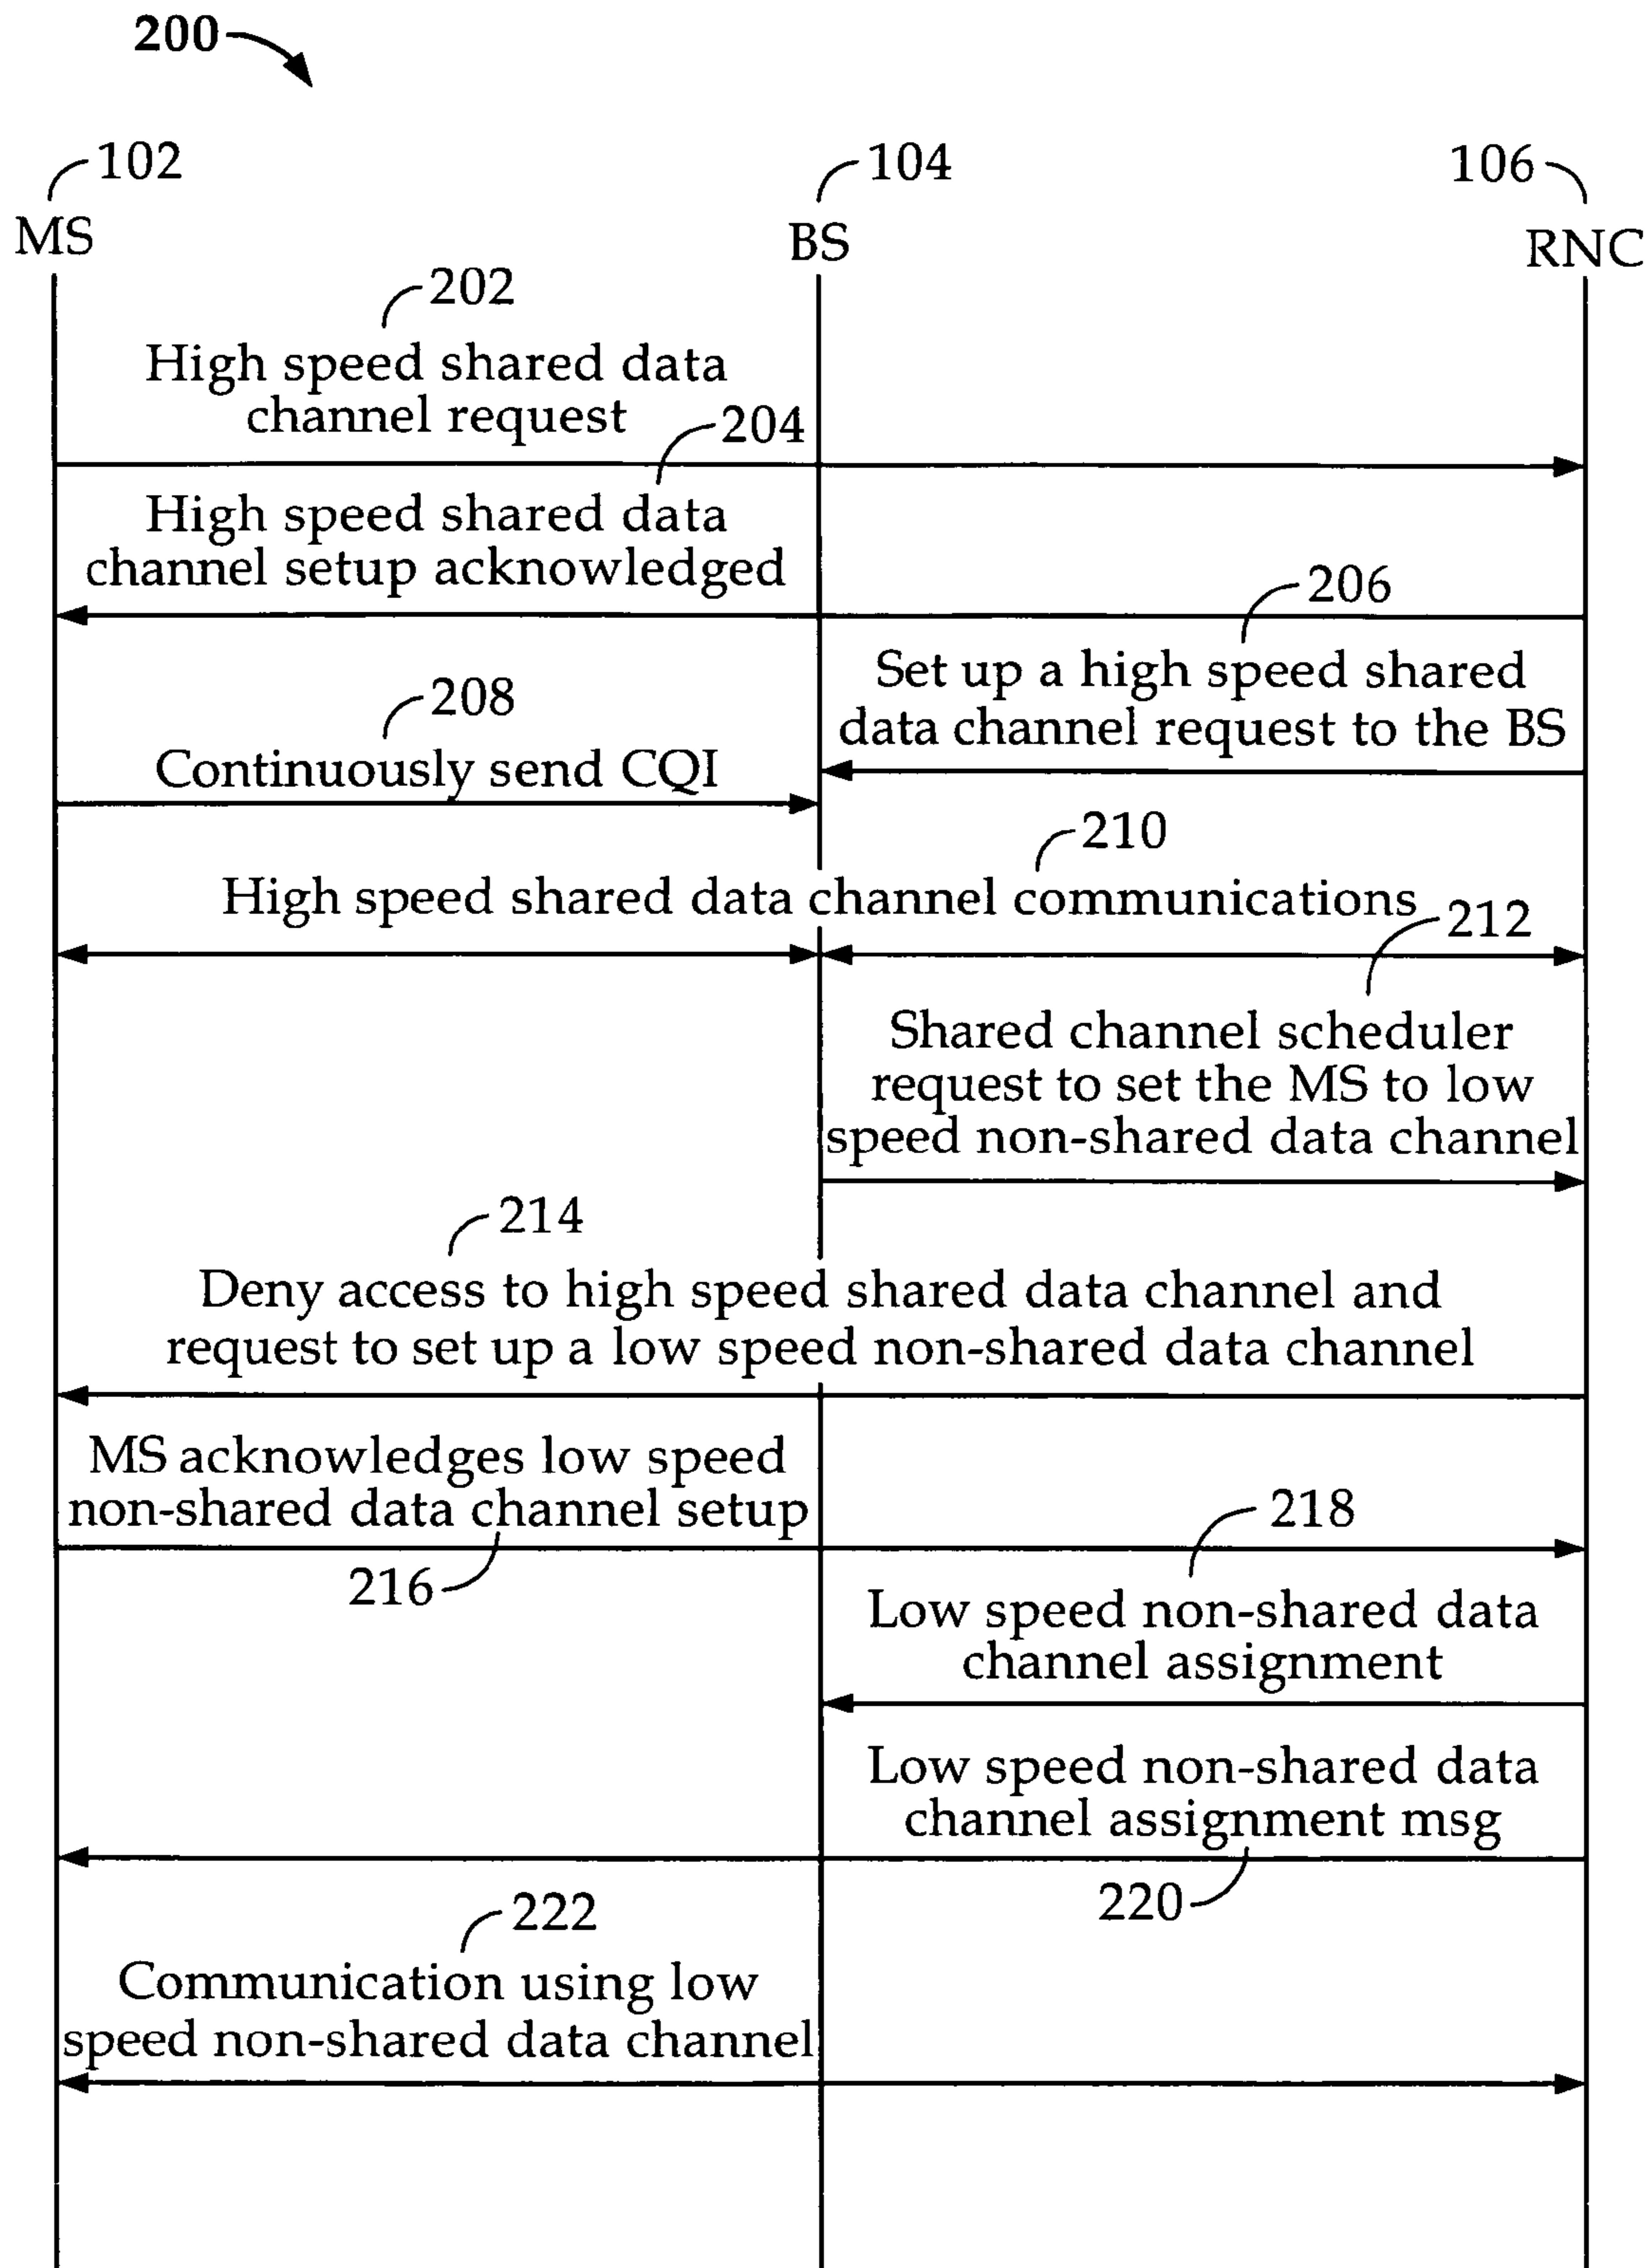 200
102
104
106
MS
BS
RNC
202
High speed shared data
channel request
204
High speed shared data
channel setup acknowledged
206
Set up a high speed shared
data channel request to the BS
208
Continuously send CQI
210
High speed shared data channel communications
212
Shared channel scheduler
request to set the MS to low
speed non-shared data channel
214
Deny access to high speed shared data channel and
request to set up a low speed non-shared data channel
MS acknowledges low speed
non-shared data channel setup
216
218
Low speed non-shared data
channel assignment
Low speed non-shared data
channel assignment msg
220
222
Communication using low
speed non-shared data channel